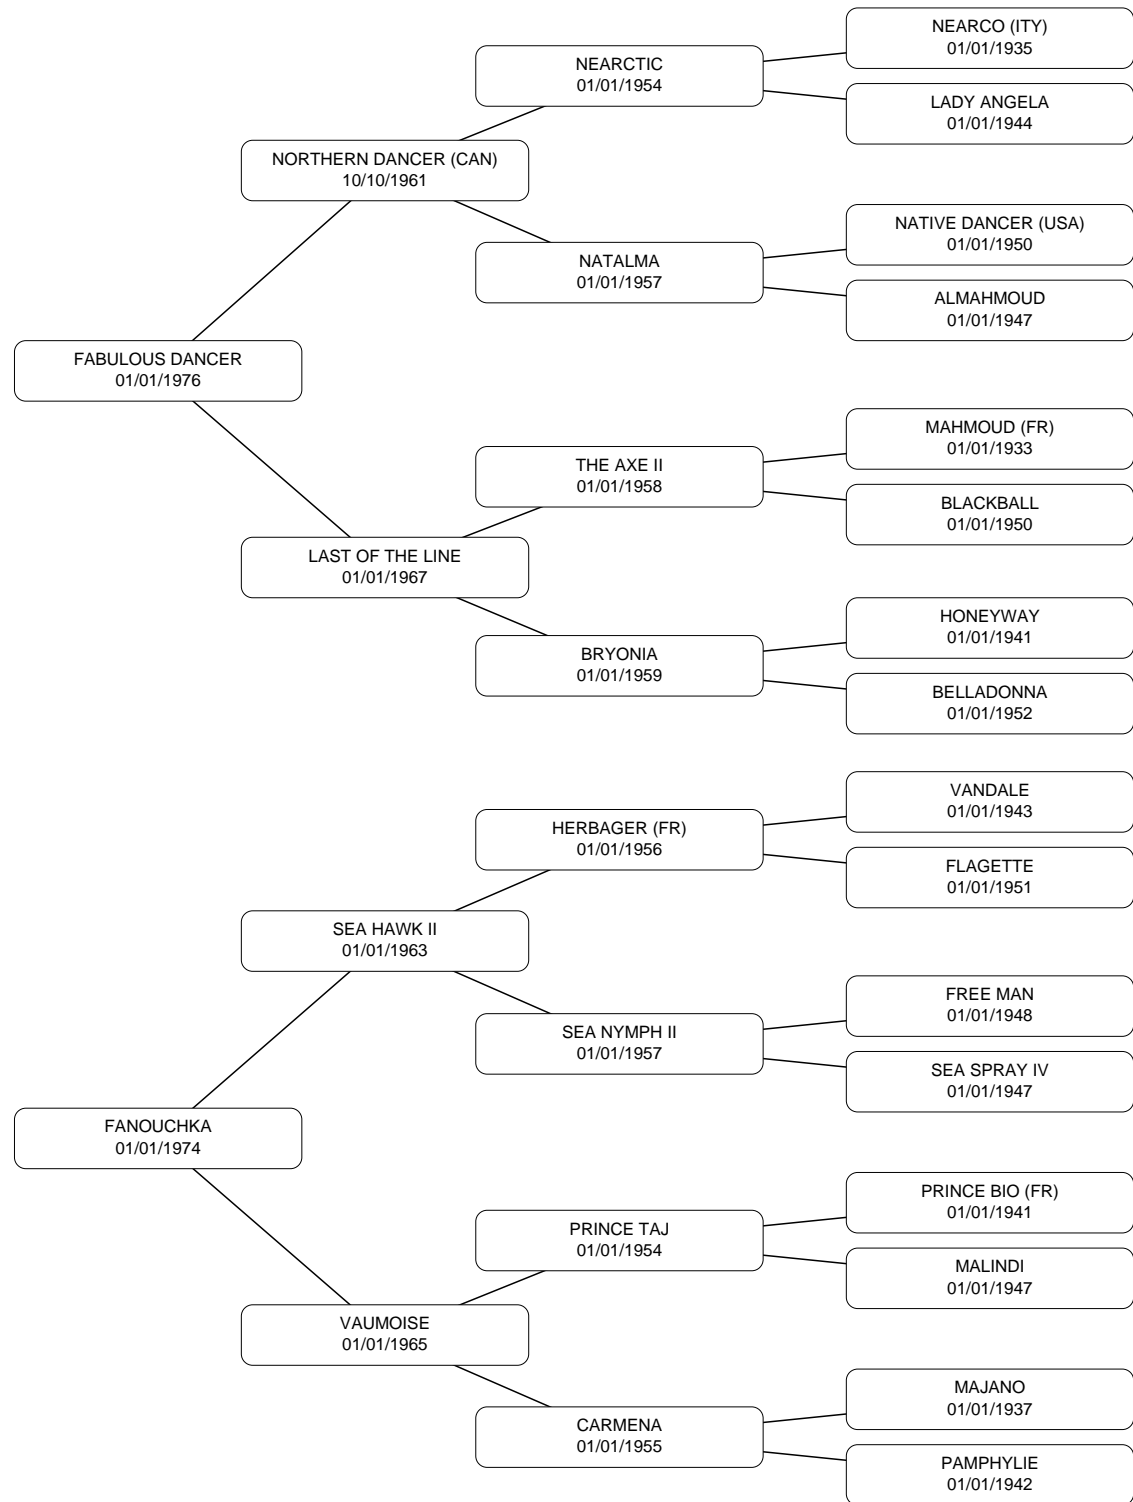 NEARCO (ITY)
01/01/1935
NEARCTIC
01/01/1954
LADY ANGELA
01/01/1944
NORTHERN DANCER (CAN)
10/10/1961
NATIVE DANCER (USA)
01/01/1950
NATALMA
01/01/1957
ALMAHMOUD
01/01/1947
FABULOUS DANCER
01/01/1976
MAHMOUD (FR)
01/01/1933
THE AXE II
01/01/1958
BLACKBALL
01/01/1950
LAST OF THE LINE
01/01/1967
HONEYWAY
01/01/1941
BRYONIA
01/01/1959
BELLADONNA
01/01/1952
VANDALE
01/01/1943
HERBAGER (FR)
01/01/1956
FLAGETTE
01/01/1951
SEA HAWK II
01/01/1963
FREE MAN
01/01/1948
SEA NYMPH II
01/01/1957
SEA SPRAY IV
01/01/1947
FANOUCHKA
01/01/1974
PRINCE BIO (FR)
01/01/1941
PRINCE TAJ
01/01/1954
MALINDI
01/01/1947
VAUMOISE
01/01/1965
MAJANO
01/01/1937
CARMENA
01/01/1955
PAMPHYLIE
01/01/1942